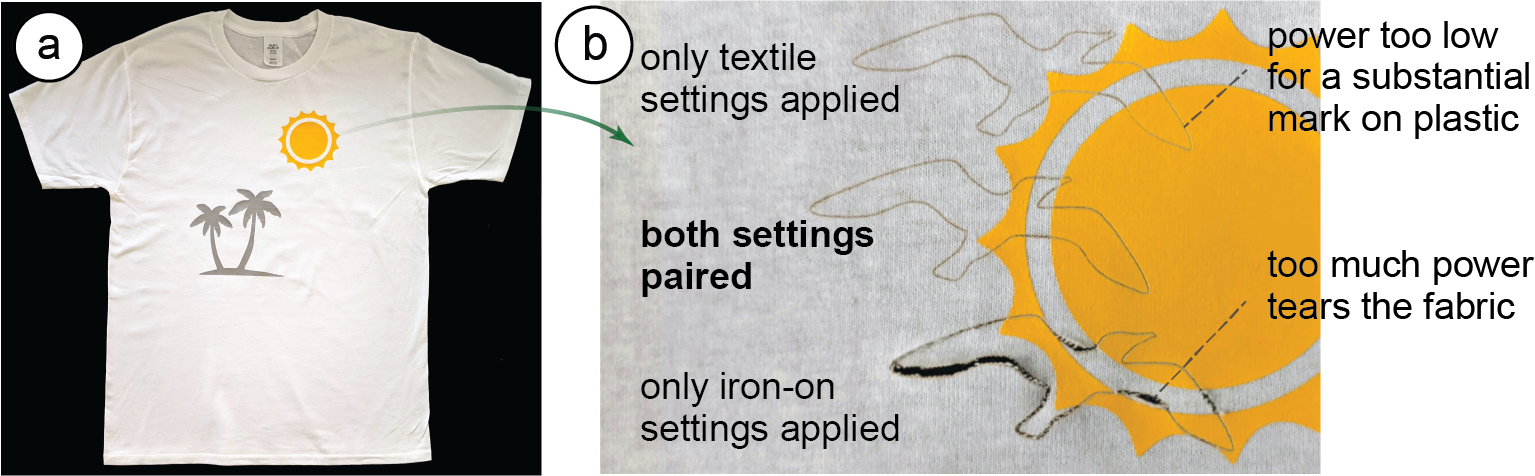 a
b
only textile
settings applied
power too low
for a substantial
mark on plastic
both settings
paired
too much power
tears the fabric
only iron-on
settings applied